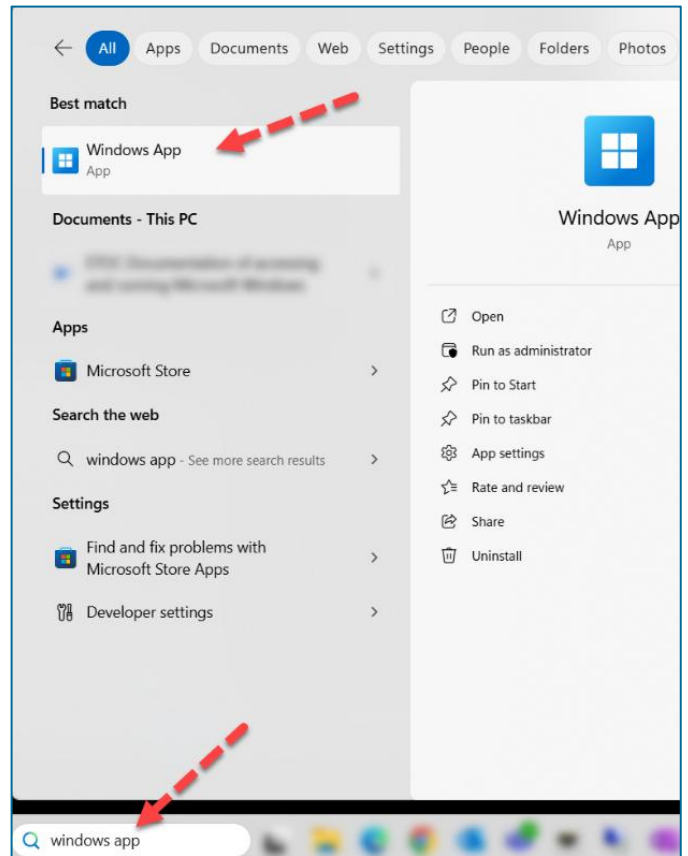 All Apps Documents Web Settings People Folders Photos
Best match
Windows App
App
Documents - This PC
Apps
Microsoft Store
Search the web
windows app - See more search results
Settings
Find and fix problems with
Microsoft Store Apps
Developer settings
Windows App
App
Open
Run as administrator
Pin to Start
Pin to taskbar
App settings
Rate and review
Share
Uninstall
windows app